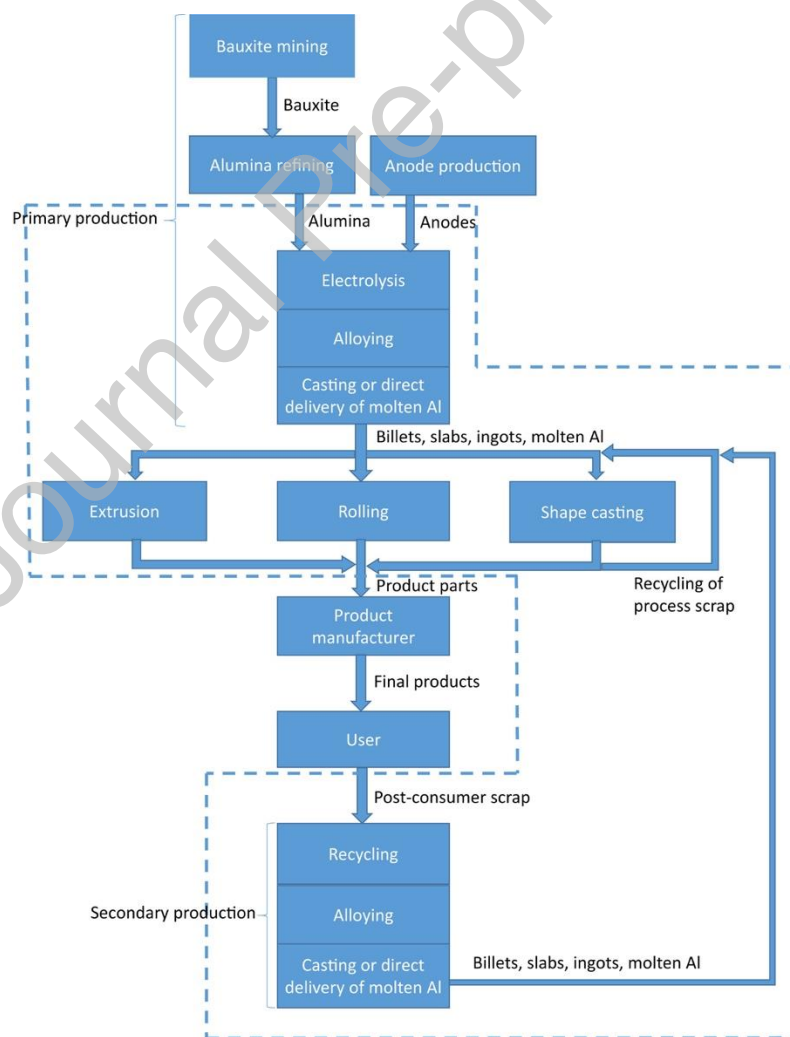 Bauxite mining
Bauxite
Alumina refining
Anode production
Primary production
Alumina
Anodes
Electrolysis
Alloying
Casting or direct
delivery of molten Al
Billets, slabs, ingots, molten Al
Extrusion
Rolling
Shape casting
Product parts
Recycling of
process scrap
Product
manufacturer
Final products
User
Post-consumer scrap
Recycling
Secondary production
Alloying
Casting or direct
delivery of molten Al
Billets, slabs, ingots, molten Al
Journal Pre-pr